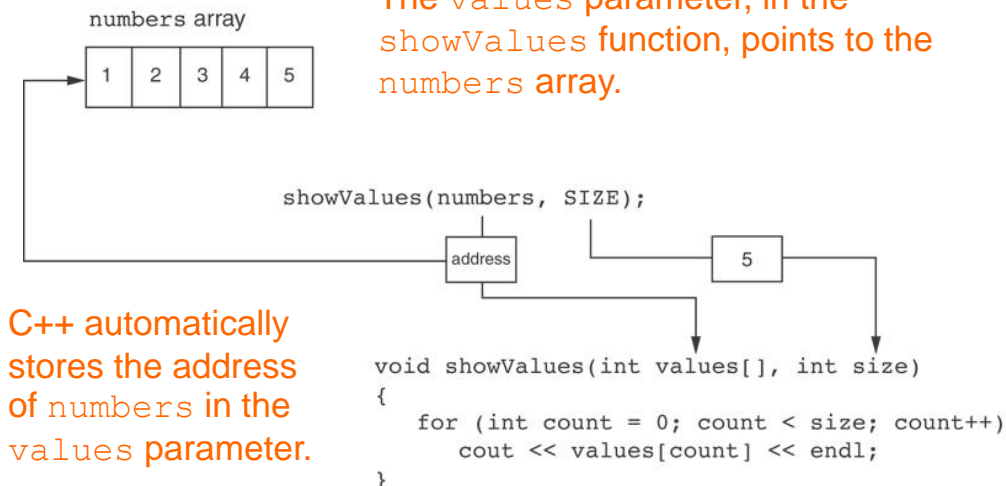 The values parameter, in the
showValues function, points to the
numbers array.
numbers array
1 2 3 4 5
showValues(numbers, SIZE);
address
5
C++ automatically
stores the address
of numbers in the
values parameter.
void showValues(int values[], int size)
{
for (int count = 0; count < size; count++)
cout << values[count] << endl;
}